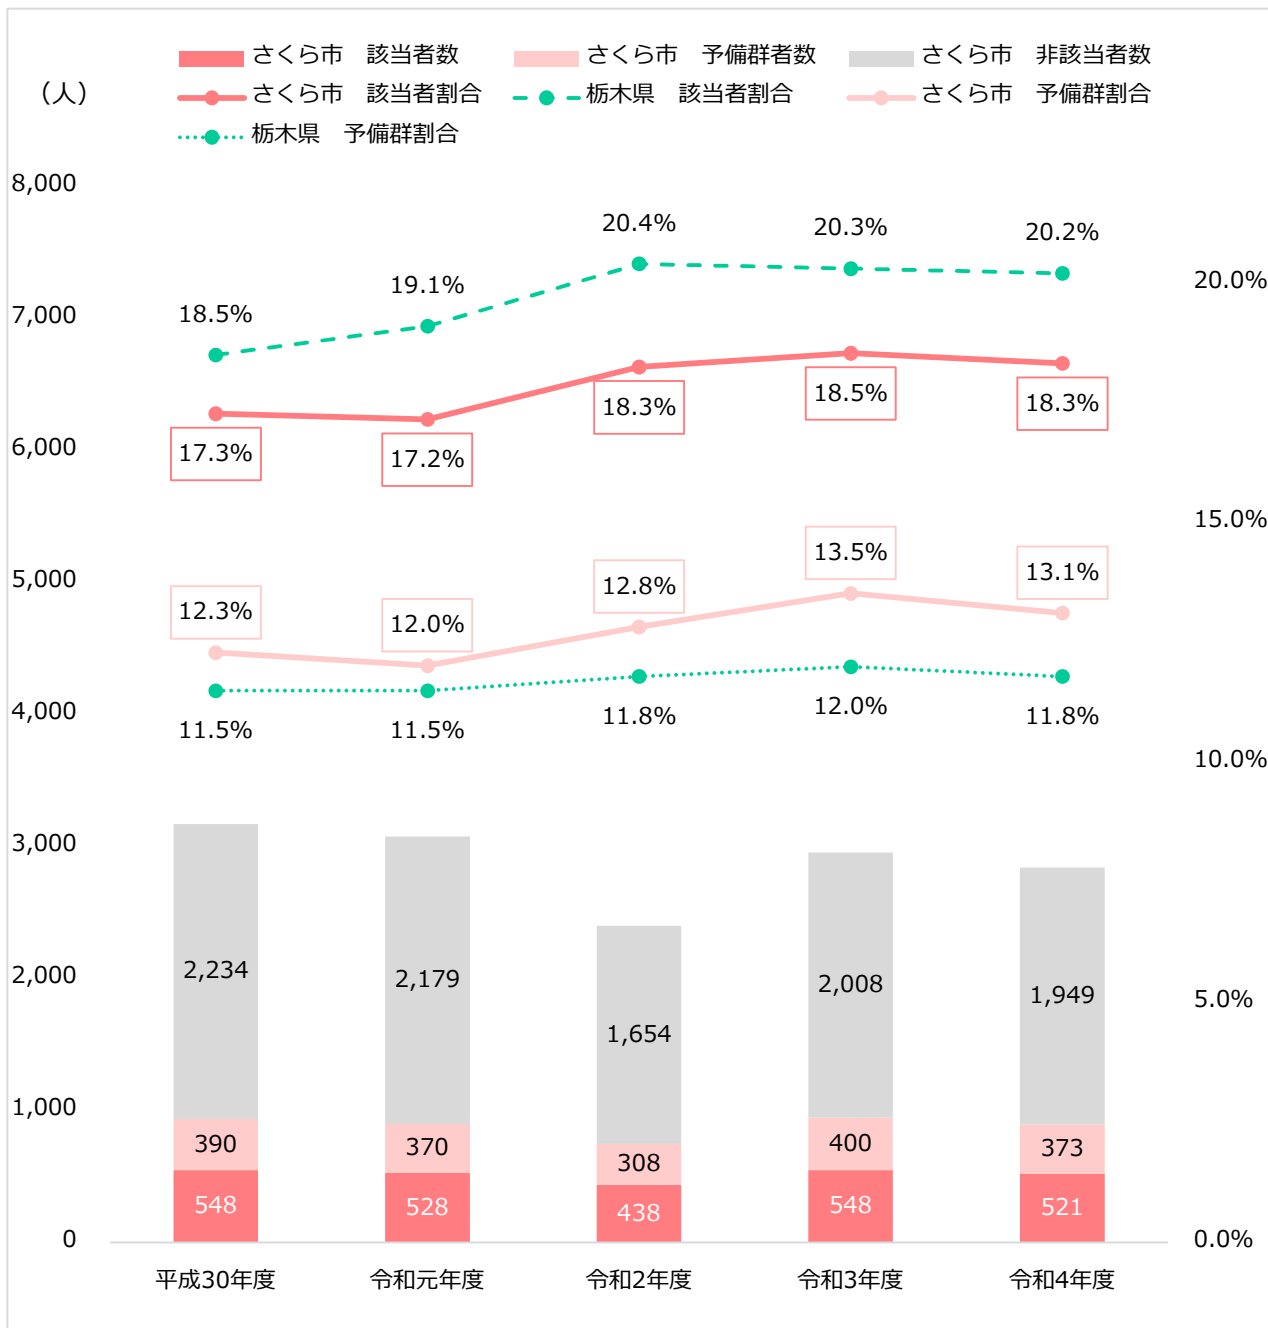 さくら市　該当者数　さくら市　予備群者数　さくら市　非該当者数
（人）
さくら市　該当者割合　栃木県　該当者割合　さくら市　予備群割合
栃木県　予備群割合
8,000
20.4% 20.3% 20.2%
19.1%
20.0%
7,000
18.5%
18.3% 18.5% 18.3%
6,000
17.3% 17.2%
15.0%
5,000
13.5%
12.8% 13.1%
12.3% 12.0%
4,000
11.5% 11.5% 11.8% 12.0% 11.8%
10.0%
3,000
2,000
2,234 2,179 1,654 2,008 1,949
5.0%
1,000
390 370 308 400 373
548 528 438 548 521
0
0.0%
平成30年度 令和元年度 令和2年度 令和3年度 令和4年度